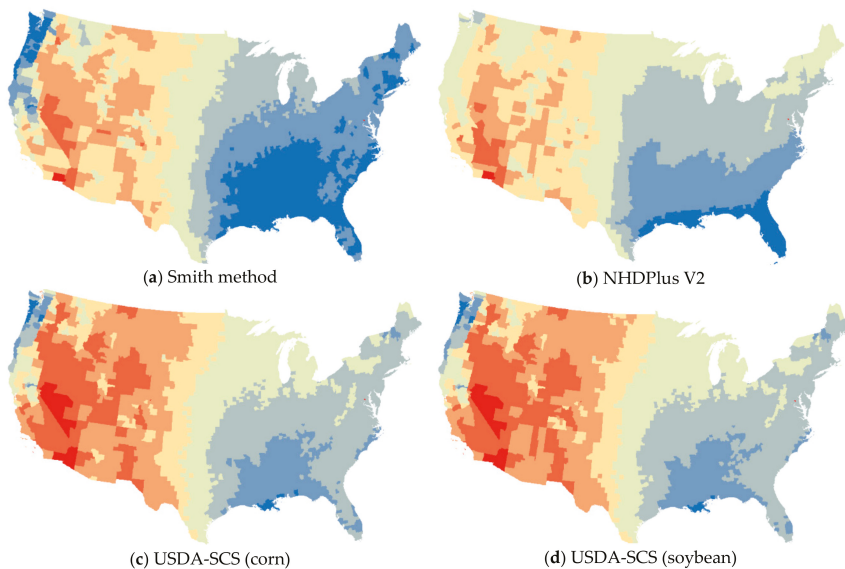 (a) Smith method
(b) NHDPlus V2
(c) USDA-SCS (corn)
(d) USDA-SCS (soybean)